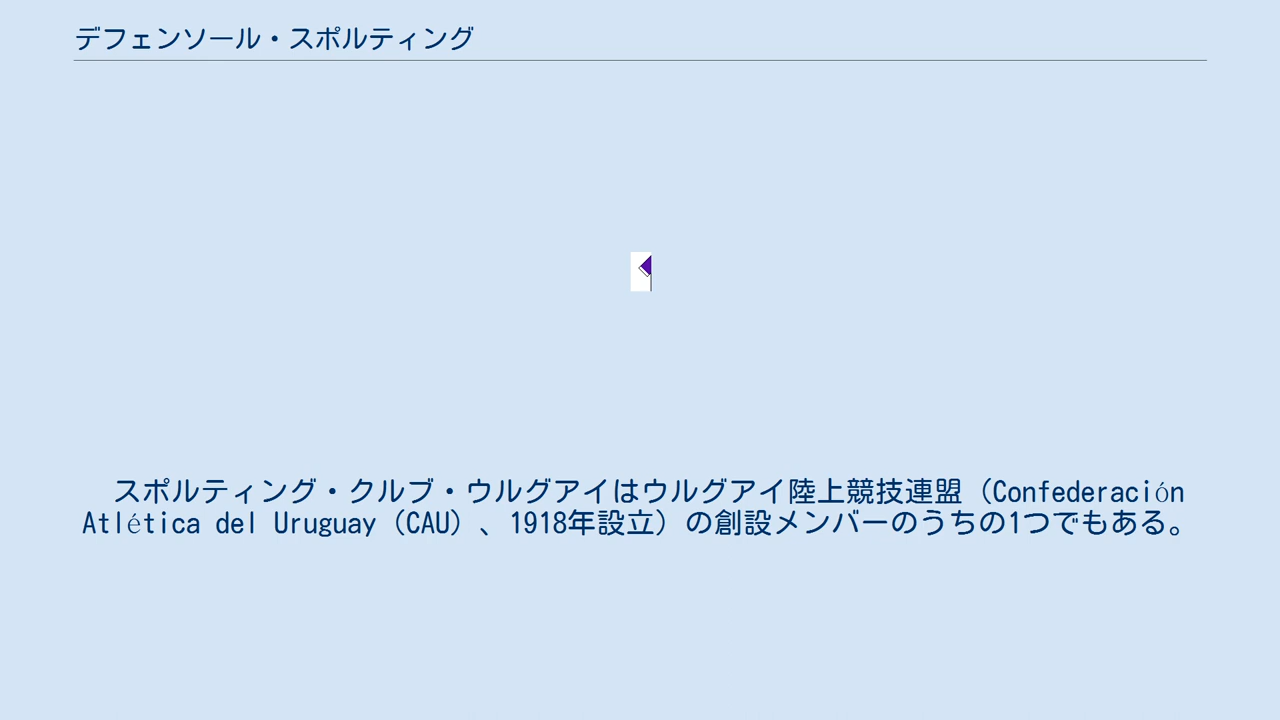 デフェンソール・スポルティング
スポルティング・クルブ・ウルグアイはウルグアイ陸上競技連盟（Confederación
Atlética del Uruguay（CAU）、1918年設立）の創設メンバーのうちの1つでもある。